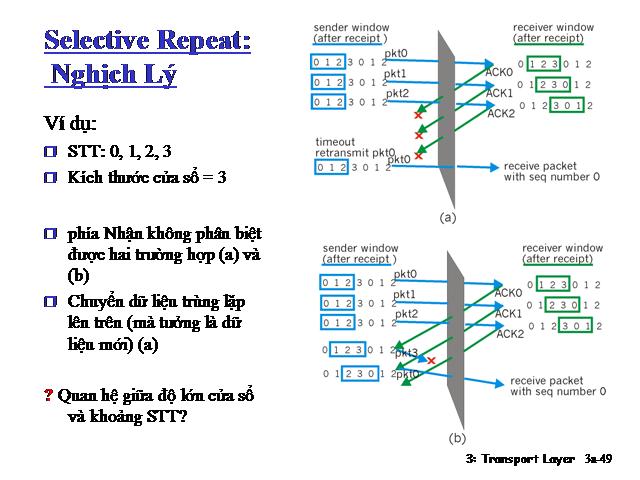 Selective Repeat:
Nghịch Lý
Ví dụ:
STT: 0, 1, 2, 3
Kích thước cửa sổ = 3
phía Nhận không phân biệt
được hai trường hợp (a) và
(b)
Chuyển dữ liệu trùng lặp
lên trên (mà tưởng là dữ
liệu mới) (a)
? Quan hệ giữa độ lớn cửa sổ
và khoảng STT?
sender window
(after receipt )
receiver window
(after receipt)
0 1 2 3 0 1 2
pkt0
0 1 2 3 0 1 2
pkt1
0 1 2 3 0 1 2
pkt2
ACK0
0 1 2 3 0 1 2
ACK1
0 1 2 3 0 1 2
ACK2
0 1 2 3 0 1 2
timeout
retransmit pkt0
0 1 2 3 0 1 2
pkt0
receive packet
with seq number 0
(a)
sender window
(after receipt )
receiver window
(after receipt)
0 1 2 3 0 1 2
pkt0
0 1 2 3 0 1 2
pkt1
0 1 2 3 0 1 2
pkt2
ACK0
0 1 2 3 0 1 2
ACK1
0 1 2 3 0 1 2
ACK2
0 1 2 3 0 1 2
0 1 2 3 0 1 2
pkt3
0 1 2 3 0 1 2
pkt0
receive packet
with seq number 0
(b)
3: Transport Layer 3a-49